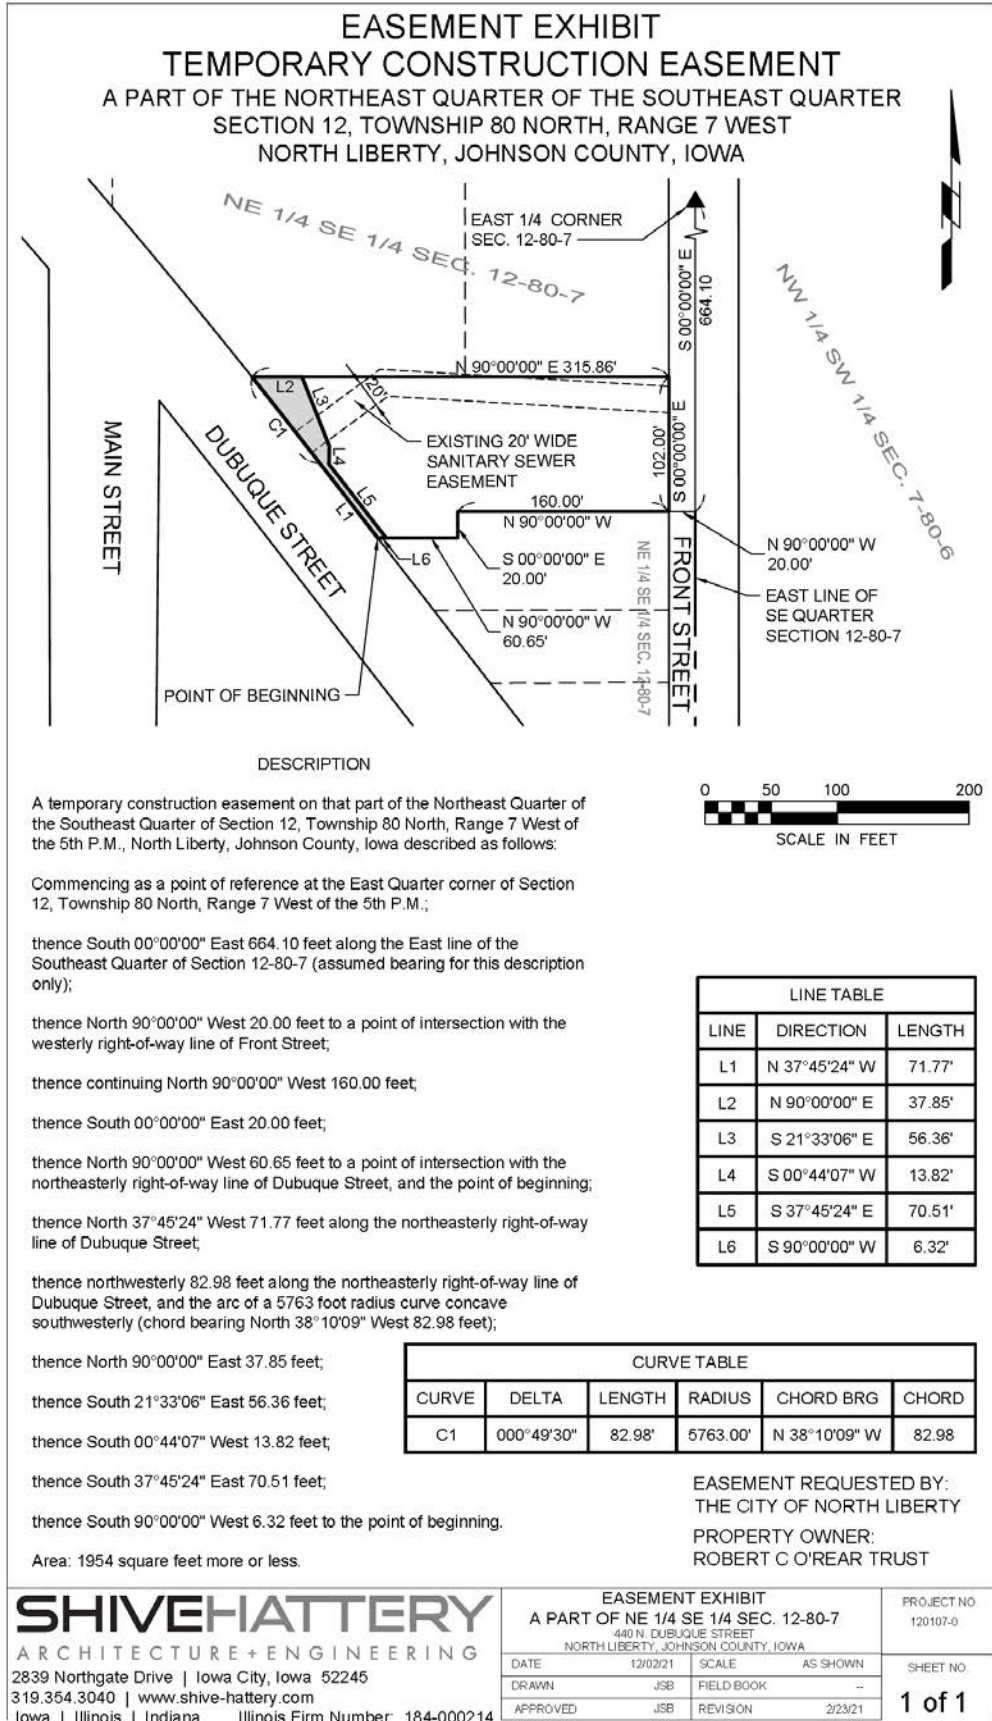 EASEMENT EXHIBIT
TEMPORARY CONSTRUCTION EASEMENT
A PART OF THE NORTHEAST QUARTER OF THE SOUTHEAST QUARTER
SECTION 12, TOWNSHIP 80 NORTH, RANGE 7 WEST
NORTH LIBERTY, JOHNSON COUNTY, IOWA
NE 1/4 SE 1/4 SEC. 12-80-7
EAST 1/4 CORNER
SEC. 12-80-7
S 00°00'00" E
664.10
NW 1/4 SW 1/4 SEC. 7-80-6
N 90°00'00" E 315.86'
L2
L3
20'
C1
L4
L5
L1
L6
EXISTING 20' WIDE
SANITARY SEWER
EASEMENT
S 00°00'00" E
102.00'
160.00'
N 90°00'00" W
S 00°00'00" E
20.00'
N 90°00'00" W
60.65'
N 90°00'00" W
20.00'
EAST LINE OF
SE QUARTER
SECTION 12-80-7
MAIN STREET
DUBUQUE STREET
FRONT STREET
NE 1/4 SE 1/4 SEC. 12-80-7
POINT OF BEGINNING
DESCRIPTION
A temporary construction easement on that part of the Northeast Quarter of
the Southeast Quarter of Section 12, Township 80 North, Range 7 West of
the 5th P.M., North Liberty, Johnson County, Iowa described as follows:
Commencing as a point of reference at the East Quarter corner of Section
12, Township 80 North, Range 7 West of the 5th P.M.;
thence South 00°00'00" East 664.10 feet along the East line of the
Southeast Quarter of Section 12-80-7 (assumed bearing for this description
only);
thence North 90°00'00" West 20.00 feet to a point of intersection with the
westerly right-of-way line of Front Street;
thence continuing North 90°00'00" West 160.00 feet;
thence South 00°00'00" East 20.00 feet;
thence North 90°00'00" West 60.65 feet to a point of intersection with the
northeasterly right-of-way line of Dubuque Street, and the point of beginning;
thence North 37°45'24" West 71.77 feet along the northeasterly right-of-way
line of Dubuque Street;
thence northwesterly 82.98 feet along the northeasterly right-of-way line of
Dubuque Street, and the arc of a 5763 foot radius curve concave
southwesterly (chord bearing North 38°10'09" West 82.98 feet);
thence North 90°00'00" East 37.85 feet;
thence South 21°33'06" East 56.36 feet;
thence South 00°44'07" West 13.82 feet;
thence South 37°45'24" East 70.51 feet;
thence South 90°00'00" West 6.32 feet to the point of beginning.
Area: 1954 square feet more or less.
0 50 100 200
SCALE IN FEET
LINE TABLE
LINE DIRECTION LENGTH
L1 N 37°45'24" W 71.77'
L2 N 90°00'00" E 37.85'
L3 S 21°33'06" E 56.36'
L4 S 00°44'07" W 13.82'
L5 S 37°45'24" E 70.51'
L6 S 90°00'00" W 6.32'
CURVE TABLE
CURVE DELTA LENGTH RADIUS CHORD BRG CHORD
C1 000°49'30" 82.98' 5763.00' N 38°10'09" W 82.98
EASEMENT REQUESTED BY:
THE CITY OF NORTH LIBERTY
PROPERTY OWNER:
ROBERT C O'REAR TRUST
SHIVEHATTERY
ARCHITECTURE+ENGINEERING
2839 Northgate Drive | Iowa City, Iowa 52245
319.354.3040 | www.shive-hattery.com
Iowa | Illinois | Indiana Illinois Firm Number: 184-000214
EASEMENT EXHIBIT
A PART OF NE 1/4 SE 1/4 SEC. 12-80-7
440 N. DUBUQUE STREET
NORTH LIBERTY, JOHNSON COUNTY, IOWA
DATE 12/02/21 SCALE AS SHOWN
DRAWN JSB FIELD BOOK --
APPROVED JSB REVISION 2/23/21
PROJECT NO.
120107-0
SHEET NO.
1 of 1